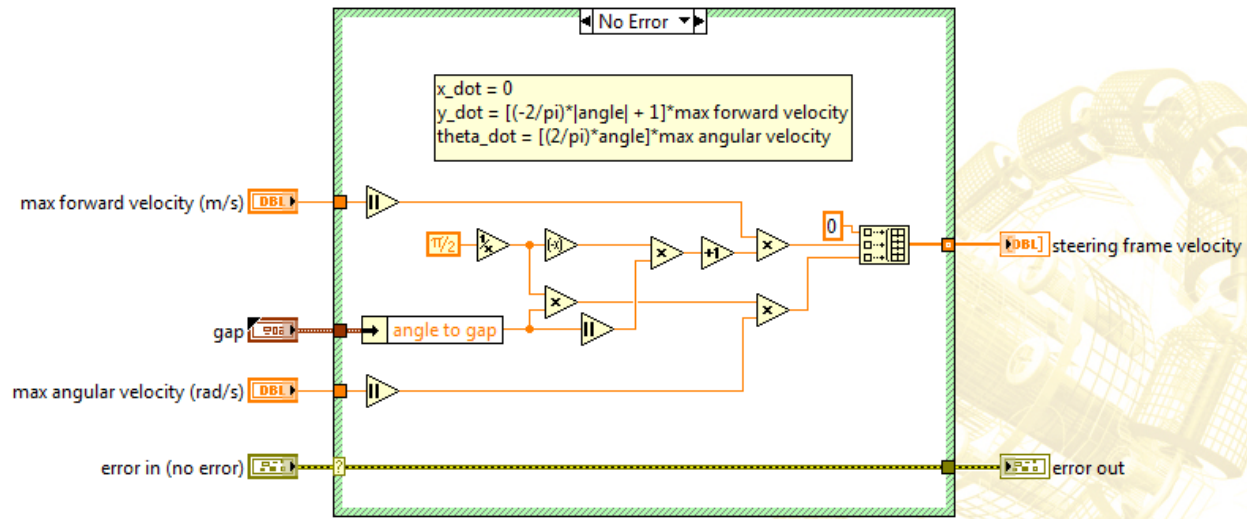 No Error
x_dot = 0
y_dot = [(-2/pi)*|angle| + 1]*max forward velocity
theta_dot = [(2/pi)*angle]*max angular velocity
max forward velocity (m/s)
DBL
π/2
1/x
(-x)
x
+1
x
0
DBL]
steering frame velocity
x
x
gap
angle to gap
max angular velocity (rad/s)
DBL
error in (no error)
?
error out